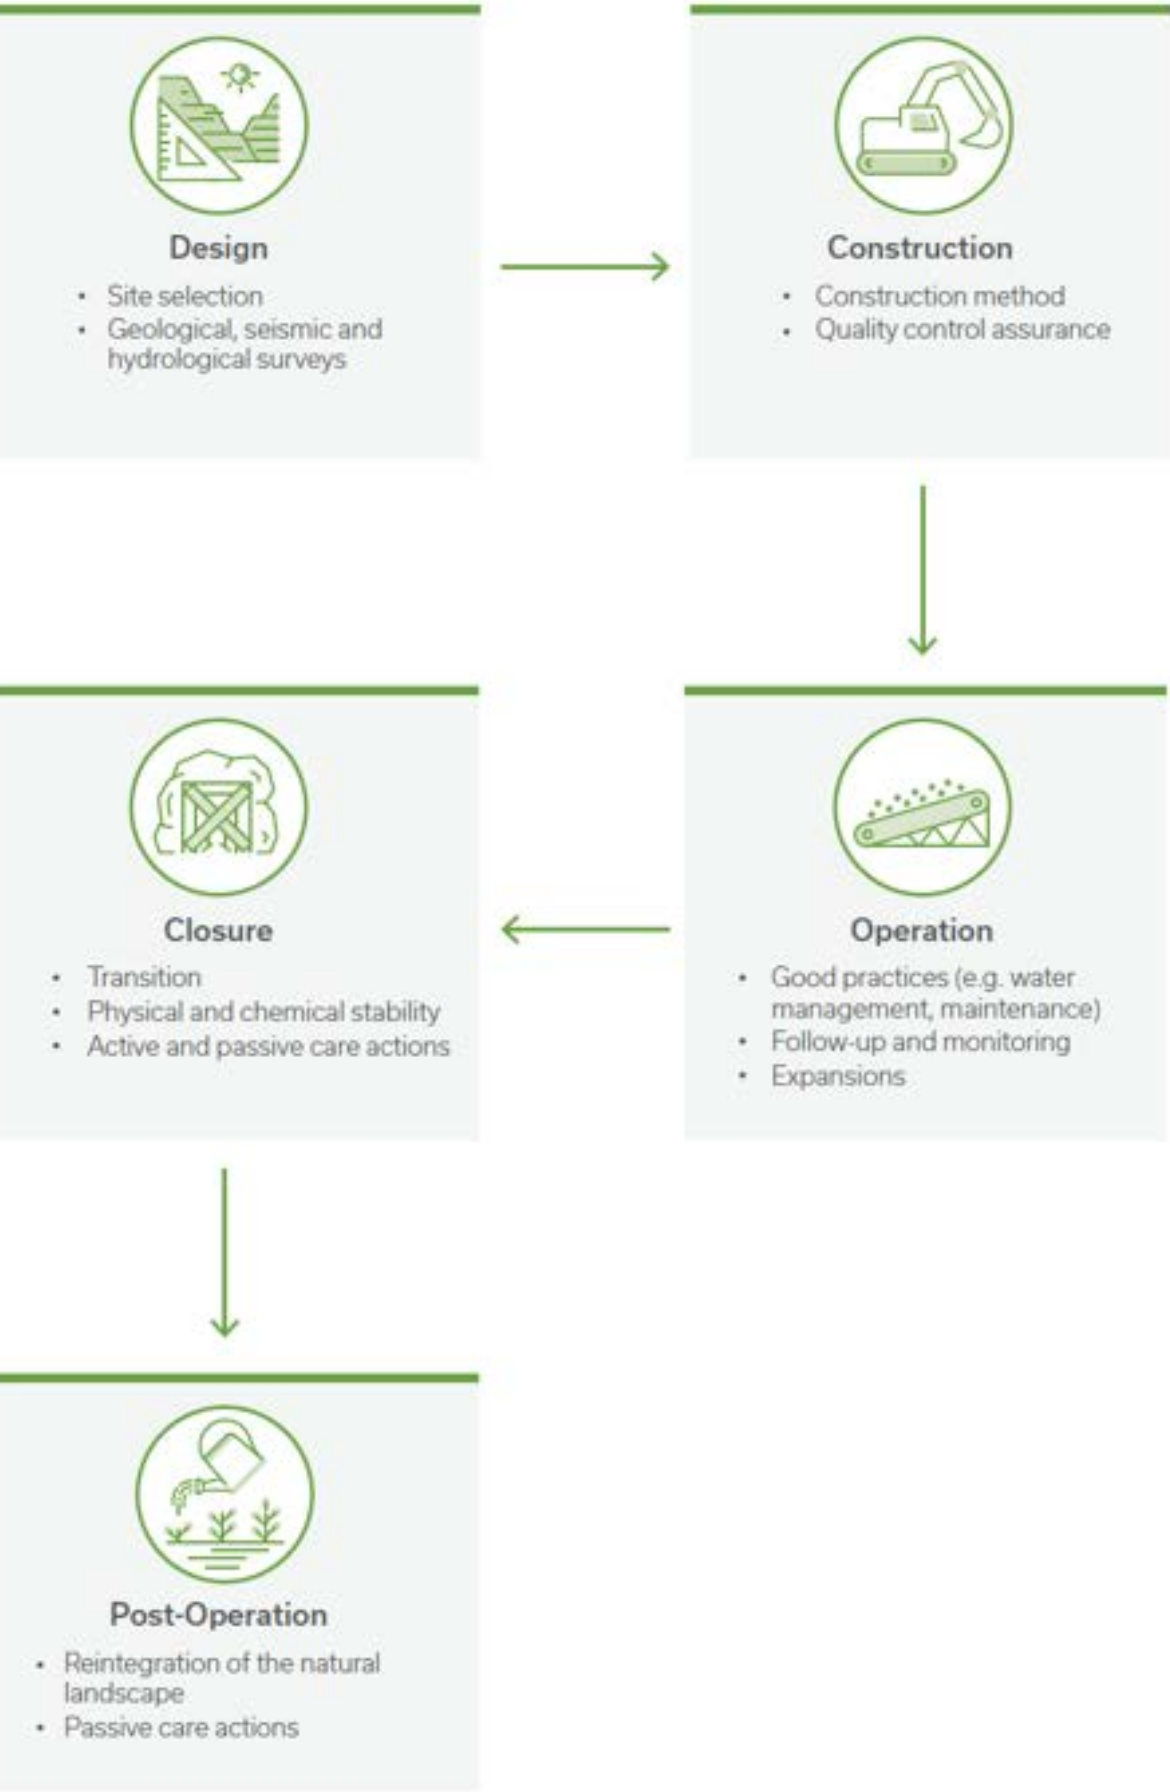 Design
• Site selection
• Geological, seismic and
hydrological surveys
Construction
• Construction method
• Quality control assurance
Operation
• Good practices (e.g. water
management, maintenance)
• Follow-up and monitoring
• Expansions
Closure
• Transition
• Physical and chemical stability
• Active and passive care actions
Post-Operation
• Reintegration of the natural
landscape
• Passive care actions